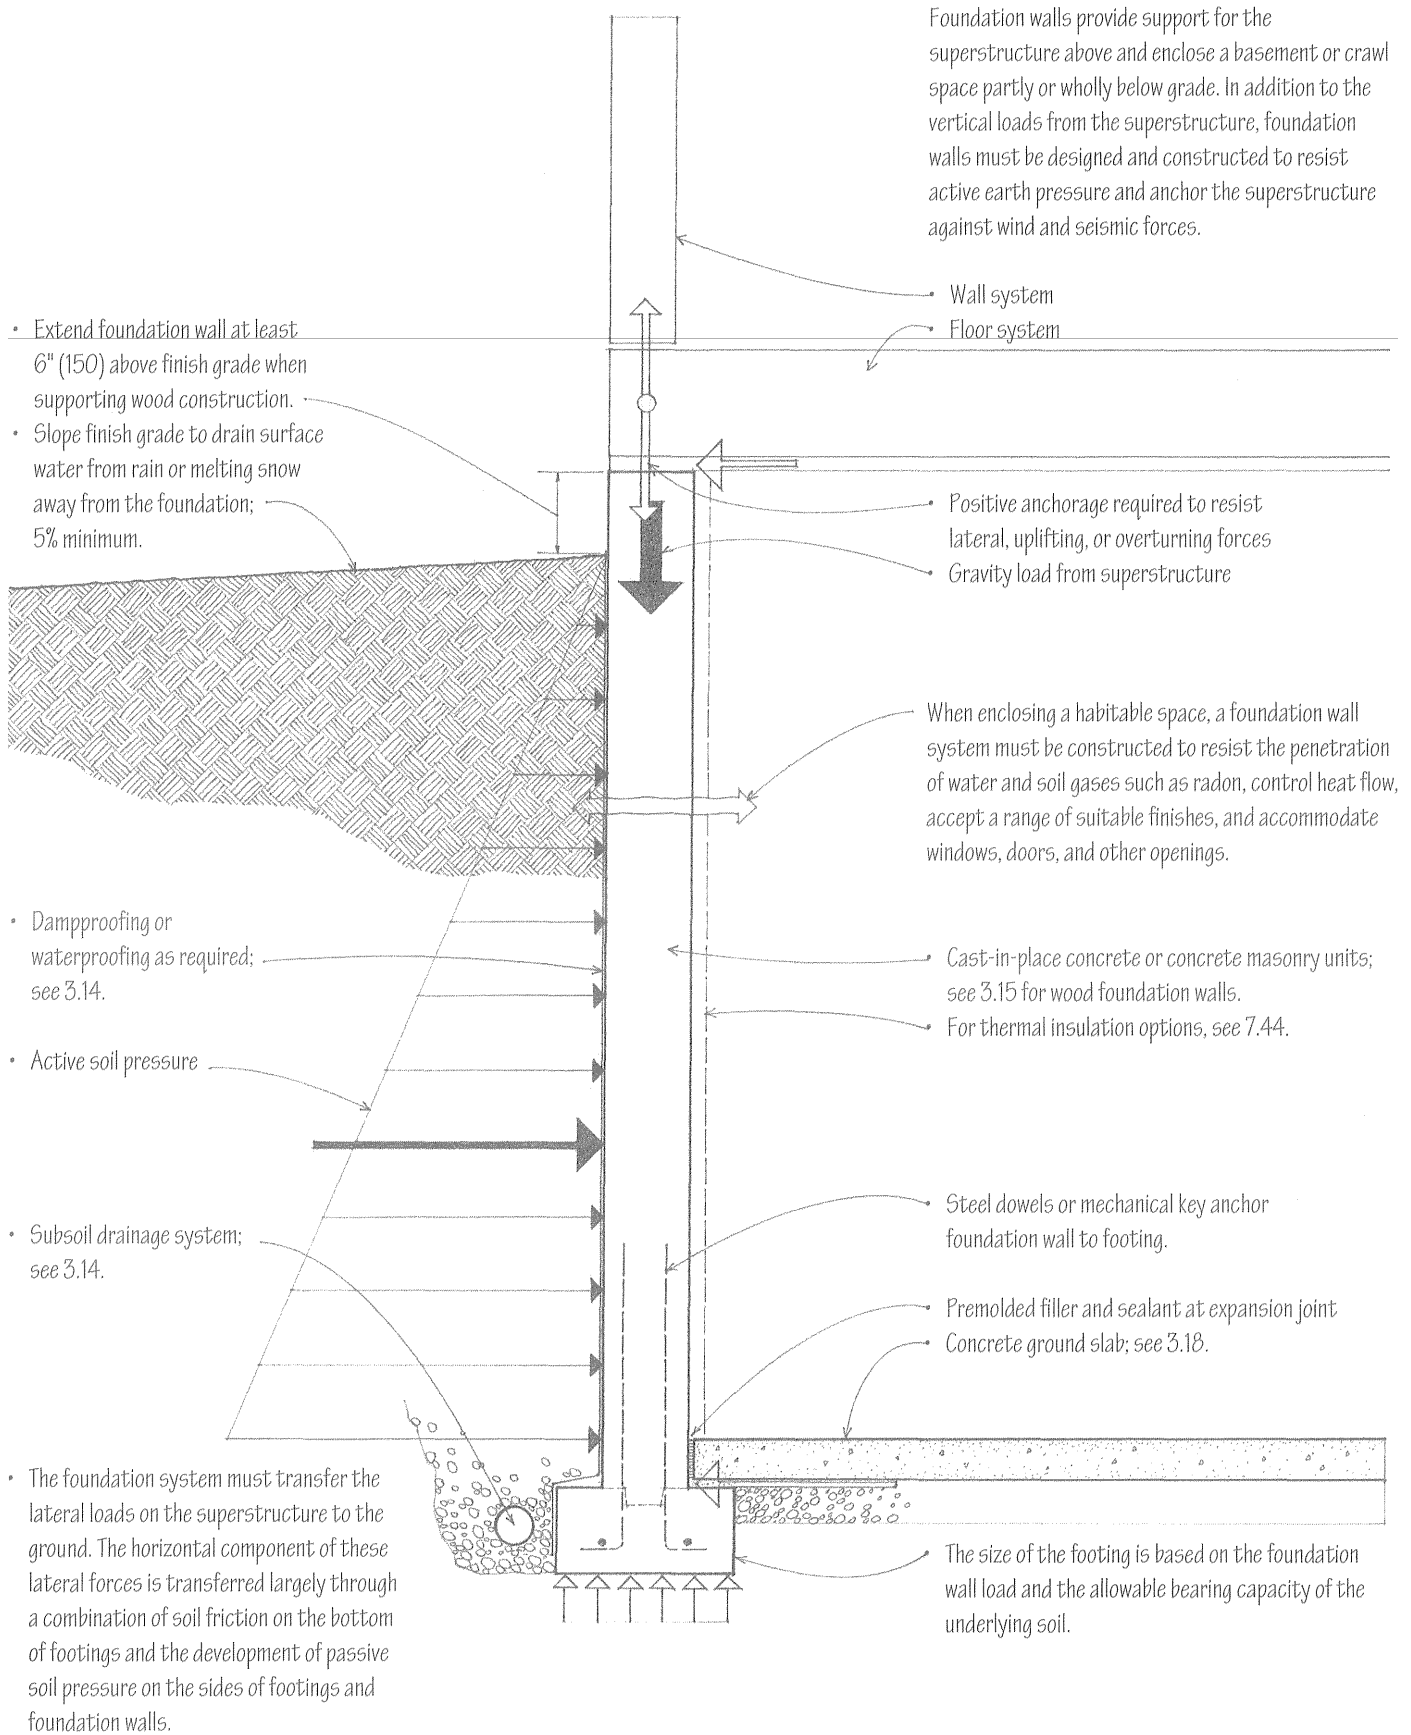 Foundation walls provide support for the
superstructure above and enclose a basement or crawl
space partly or wholly below grade. In addition to the
vertical loads from the superstructure, foundation
walls must be designed and constructed to resist
active earth pressure and anchor the superstructure
against wind and seismic forces.
• Wall system
• Floor system
• Extend foundation wall at least
6" (150) above finish grade when
supporting wood construction.
• Slope finish grade to drain surface
water from rain or melting snow
away from the foundation;
5% minimum.
• Positive anchorage required to resist
lateral, uplifting, or overturning forces
• Gravity load from superstructure
When enclosing a habitable space, a foundation wall
system must be constructed to resist the penetration
of water and soil gases such as radon, control heat flow,
accept a range of suitable finishes, and accommodate
windows, doors, and other openings.
• Dampproofing or
waterproofing as required;
see 3.14.
• Cast-in-place concrete or concrete masonry units;
see 3.15 for wood foundation walls.
• For thermal insulation options, see 7.44.
• Active soil pressure
• Subsoil drainage system;
see 3.14.
• Steel dowels or mechanical key anchor
foundation wall to footing.
• Premolded filler and sealant at expansion joint
• Concrete ground slab; see 3.18.
• The foundation system must transfer the
lateral loads on the superstructure to the
ground. The horizontal component of these
lateral forces is transferred largely through
a combination of soil friction on the bottom
of footings and the development of passive
soil pressure on the sides of footings and
foundation walls.
• The size of the footing is based on the foundation
wall load and the allowable bearing capacity of the
underlying soil.